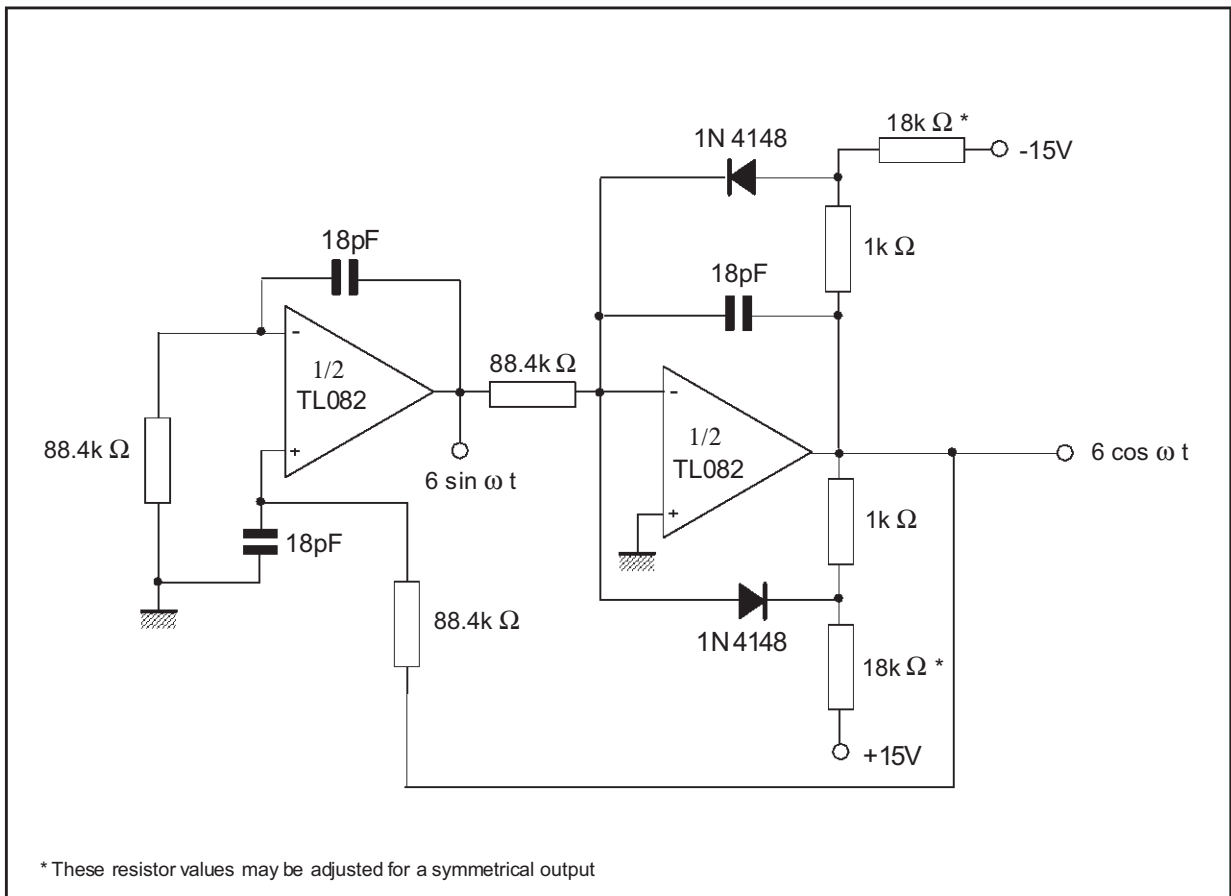 18k Ω *
1N 4148
-15V
1k Ω
18pF
18pF
88.4k Ω
-
1/2
TL082
+
88.4k Ω
6 sin ω t
-
1/2
TL082
+
6 cos ω t
1k Ω
18pF
88.4k Ω
1N 4148
18k Ω *
+15V
* These resistor values may be adjusted for a symmetrical output